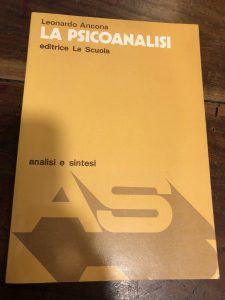 Leonardo Ancona
LA PSICOANALISI
editrice La Scuola
analisi e sintesi
AS